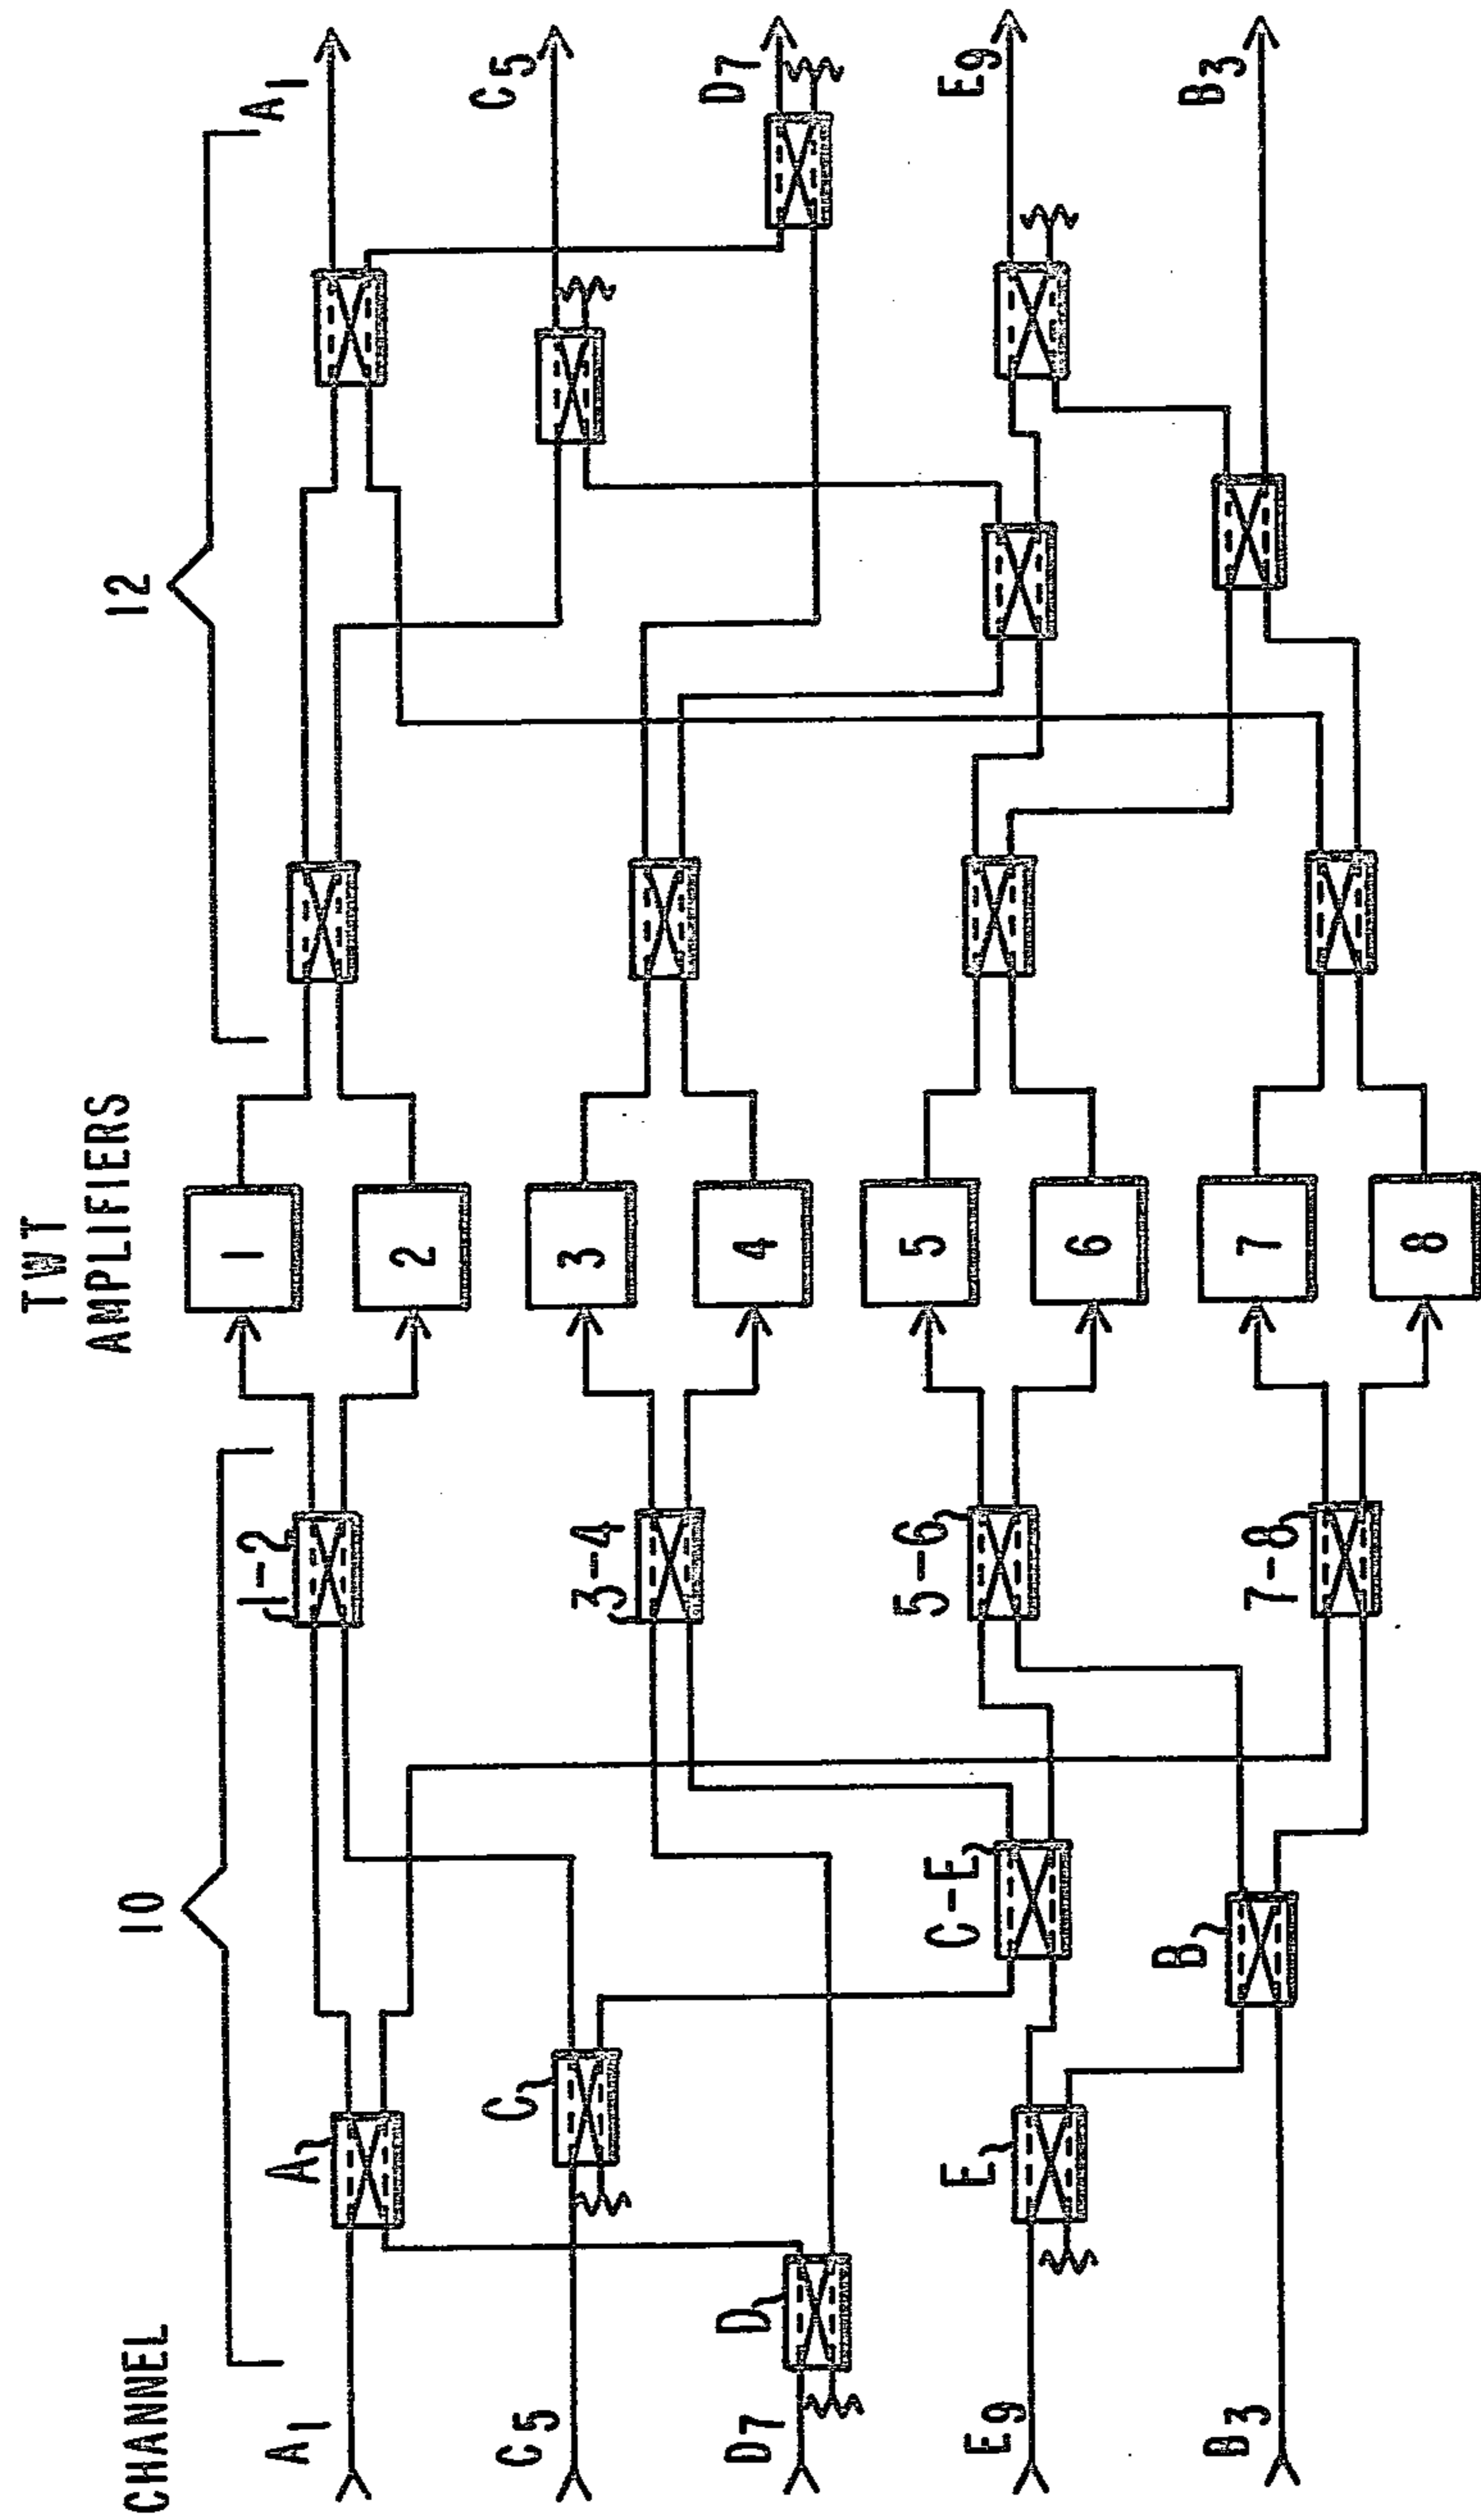 CHANNEL
10
TWT
AMPLIFIERS
12
A1
A
1-2
1
2
A1
C5
C
3-4
3
4
C5
D7
D
D7
E9
E
C-E
5-6
5
6
E9
B3
B
7-8
7
8
B3